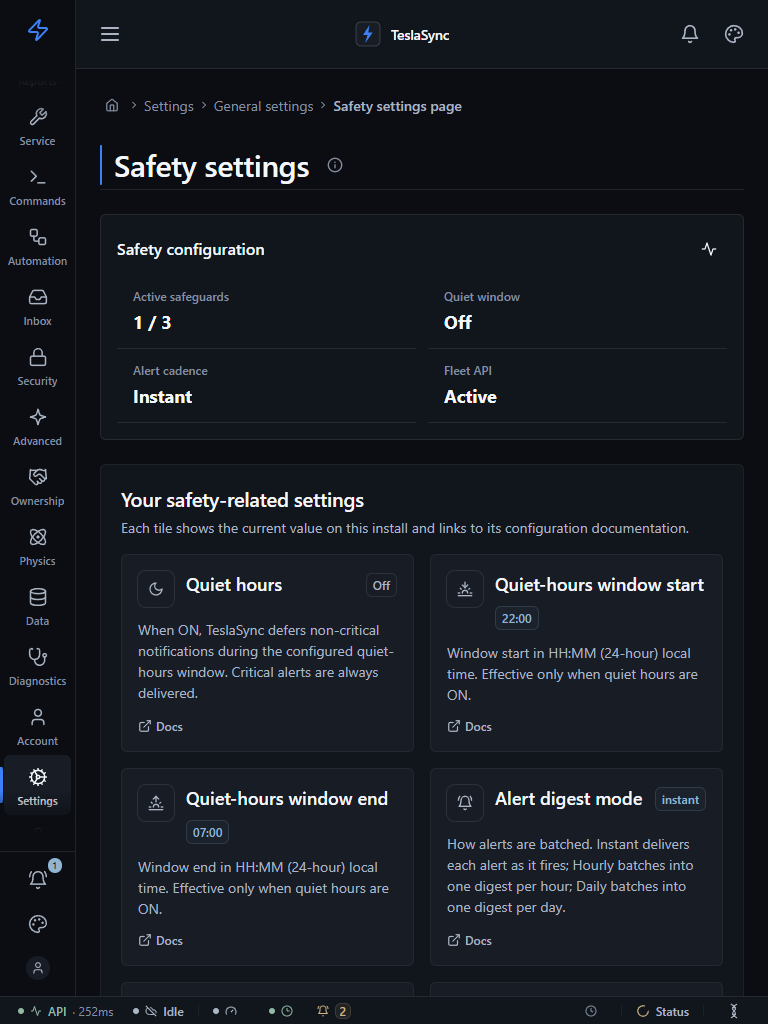 TeslaSync
Service
Commands
Automation
Inbox
Security
Advanced
Ownership
Physics
Data
Diagnostics
Account
Settings
1
Settings
General settings
Safety settings page
Safety settings
Safety configuration
Active safeguards
1 / 3
Quiet window
Off
Alert cadence
Instant
Fleet API
Active
Your safety-related settings
Each tile shows the current value on this install and links to its configuration documentation.
Quiet hours
Off
When ON, TeslaSync defers non-critical
notifications during the configured quiet-
hours window. Critical alerts are always
delivered.
Docs
Quiet-hours window start
22:00
Window start in HH:MM (24-hour) local
time. Effective only when quiet hours are
ON.
Docs
Quiet-hours window end
07:00
Window end in HH:MM (24-hour) local
time. Effective only when quiet hours are
ON.
Docs
Alert digest mode
instant
How alerts are batched. Instant delivers
each alert as it fires; Hourly batches into
one digest per hour; Daily batches into
one digest per day.
Docs
API · 252ms
Idle
2
Status